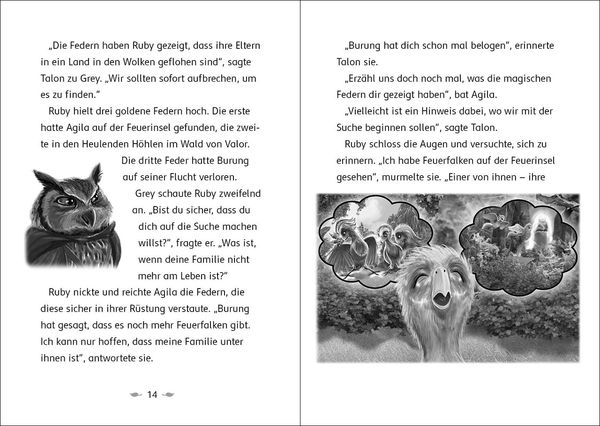 „Die Federn haben Ruby gezeigt, dass ihre Eltern
in ein Land in den Wolken geflohen sind“, sagte
Talon zu Grey. „Wir sollten sofort aufbrechen, um
es zu finden.“
Ruby hielt drei goldene Federn hoch. Die erste
hatte Agila auf der Feuerinsel gefunden, die zwei-
te in den Heulenden Höhlen im Wald von Valor.
Die dritte Feder hatte Burung
auf seiner Flucht verloren.
Grey schaute Ruby zweifelnd
an. „Bist du sicher, dass du
dich auf die Suche machen
willst?“, fragte er. „Was ist,
wenn deine Familie nicht
mehr am Leben ist?“
Ruby nickte und reichte Agila die Federn, die
diese sicher in ihrer Rüstung verstaute. „Burung
hat gesagt, dass es noch mehr Feuerfalken gibt.
Ich kann nur hoffen, dass meine Familie unter
ihnen ist“, antwortete sie.
14
„Burung hat dich schon mal belogen“, erinnerte
Talon sie.
„Erzähl uns doch noch mal, was die magischen
Federn dir gezeigt haben“, bat Agila.
„Vielleicht ist ein Hinweis dabei, wo wir mit der
Suche beginnen sollen“, sagte Talon.
Ruby schloss die Augen und versuchte, sich zu
erinnern. „Ich habe Feuerfalken auf der Feuerinsel
gesehen“, murmelte sie. „Einer von ihnen – ihre